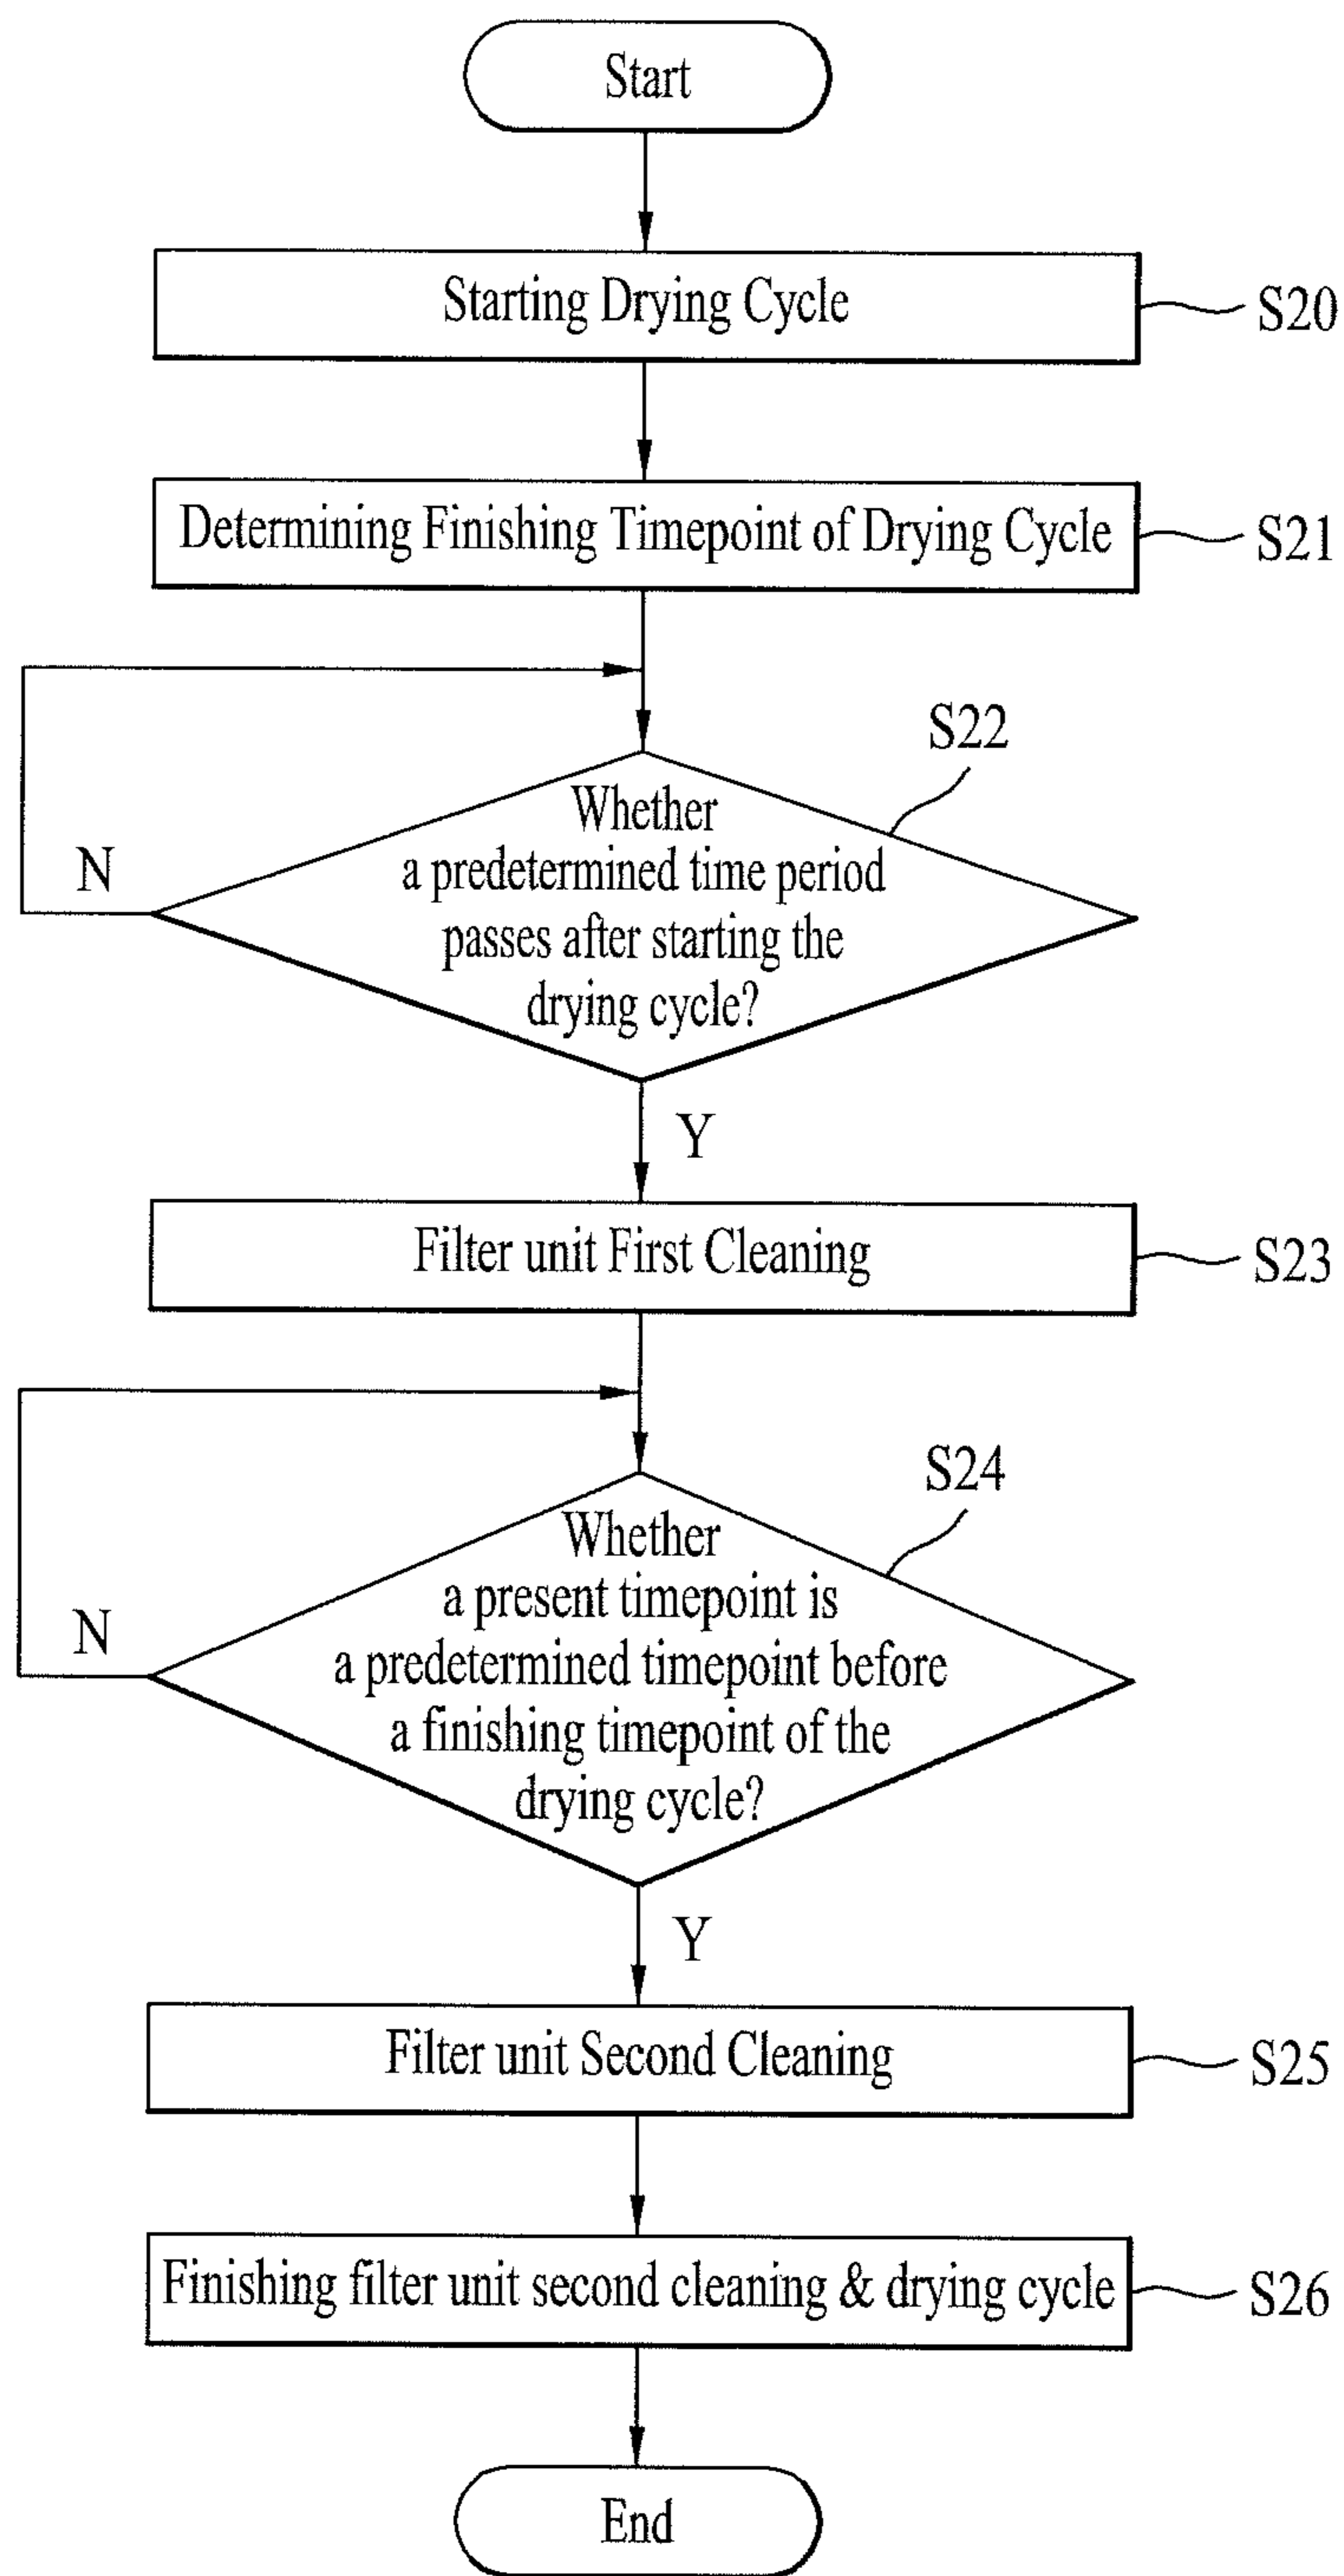 Start
Starting Drying Cycle
S20
Determining Finishing Timepoint of Drying Cycle
S21
S22
Whether
a predetermined time period
passes after starting the
drying cycle?
N
Y
Filter unit First Cleaning
S23
S24
Whether
a present timepoint is
a predetermined timepoint before
a finishing timepoint of the
drying cycle?
N
Y
Filter unit Second Cleaning
S25
Finishing filter unit second cleaning & drying cycle
S26
End